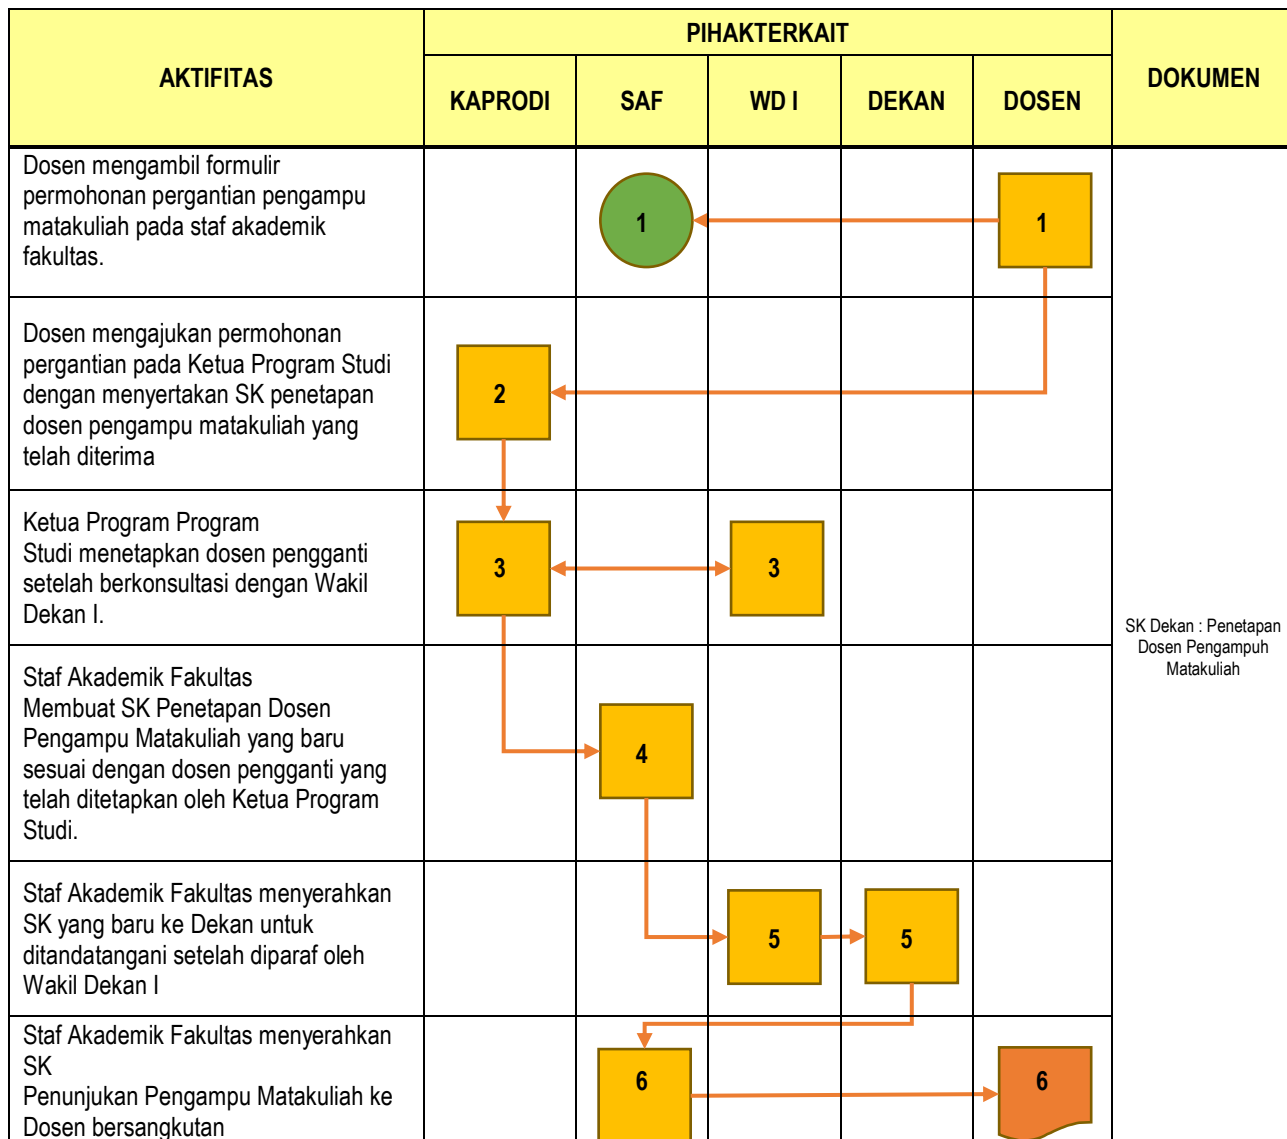 AKTIFITAS
PIHAKTERKAIT
DOKUMEN
KAPRODI
SAF
WD I
DEKAN
DOSEN
Dosen mengambil formulir
permohonan pergantian pengampu
matakuliah pada staf akademik
fakultas.
1
1
Dosen mengajukan permohonan
pergantian pada Ketua Program Studi
dengan menyertakan SK penetapan
dosen pengampu matakuliah yang
telah diterima
2
Ketua Program Program
Studi menetapkan dosen pengganti
setelah berkonsultasi dengan Wakil
Dekan I.
3
3
SK Dekan : Penetapan
Dosen Pengampuh
Matakuliah
Staf Akademik Fakultas
Membuat SK Penetapan Dosen
Pengampu Matakuliah yang baru
sesuai dengan dosen pengganti yang
telah ditetapkan oleh Ketua Program
Studi.
4
Staf Akademik Fakultas menyerahkan
SK yang baru ke Dekan untuk
ditandatangani setelah diparaf oleh
Wakil Dekan I
5
5
Staf Akademik Fakultas menyerahkan
SK
Penunjukan Pengampu Matakuliah ke
Dosen bersangkutan
6
6